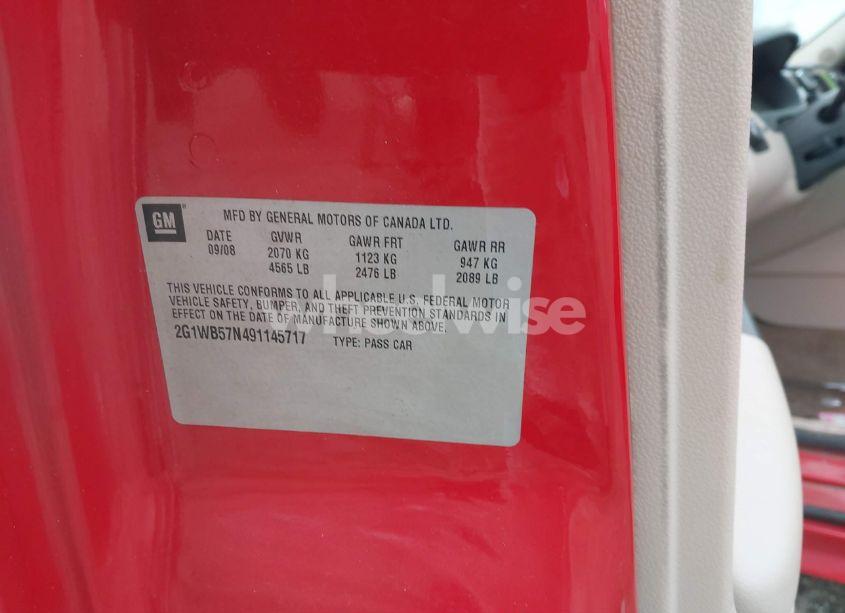 GM
MFD BY GENERAL MOTORS OF CANADA LTD.
DATE GVWR GAWR FRT GAWR RR
09/08 2070 KG 1123 KG 947 KG
4565 LB 2476 LB 2089 LB
THIS VEHICLE CONFORMS TO ALL APPLICABLE U.S. FEDERAL MOTOR
VEHICLE SAFETY, BUMPER, AND THEFT PREVENTION STANDARDS IN
EFFECT ON THE DATE OF MANUFACTURE SHOWN ABOVE.
2G1WB57N491145717 TYPE: PASS CAR
wheelwise